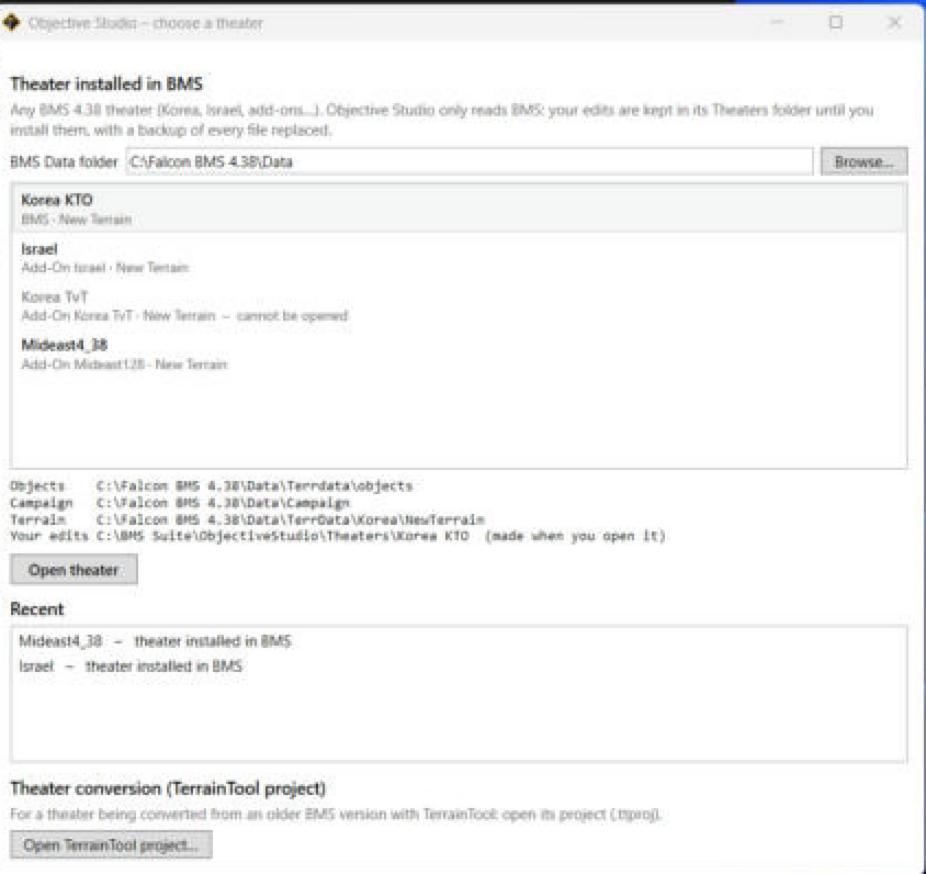 Objective Studio – choose a theater
Theater installed in BMS
Any BMS 4.38 theater (Korea, Israel, add-ons...). Objective Studio only reads BMS: your edits are kept in its Theaters folder until you
install them, with a backup of every file replaced.
BMS Data folder C:\Falcon BMS 4.38\Data Browse...
Korea KTO
BMS · New Terrain
Israel
Add-On Israel · New Terrain
Korea TvT
Add-On Korea TvT · New Terrain – cannot be opened
Mideast4_38
Add-On Mideast128 · New Terrain
Objects C:\Falcon BMS 4.38\Data\Terrdata\objects
Campaign C:\Falcon BMS 4.38\Data\Campaign
Terrain C:\Falcon BMS 4.38\Data\TerrData\Korea\NewTerrain
Your edits C:\BMS Suite\ObjectiveStudio\Theaters\Korea KTO (made when you open it)
Open theater
Recent
Mideast4_38 – theater installed in BMS
Israel – theater installed in BMS
Theater conversion (TerrainTool project)
For a theater being converted from an older BMS version with TerrainTool: open its project (.ttproj).
Open TerrainTool project...